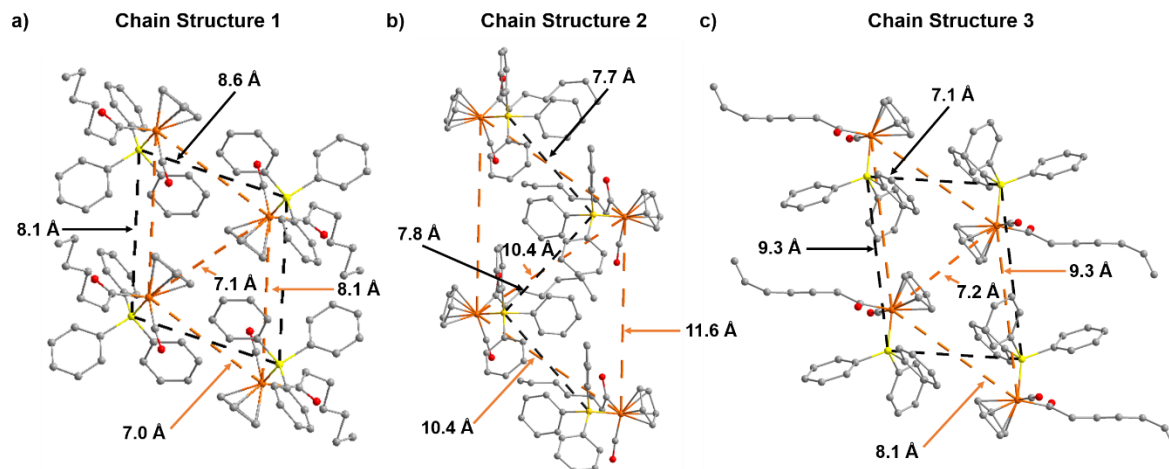 a) Chain Structure 1
8.6 Å
8.1 Å
7.1 Å
8.1 Å
7.0 Å
b) Chain Structure 2
7.7 Å
7.8 Å
10.4 Å
11.6 Å
10.4 Å
c) Chain Structure 3
7.1 Å
9.3 Å
9.3 Å
7.2 Å
8.1 Å